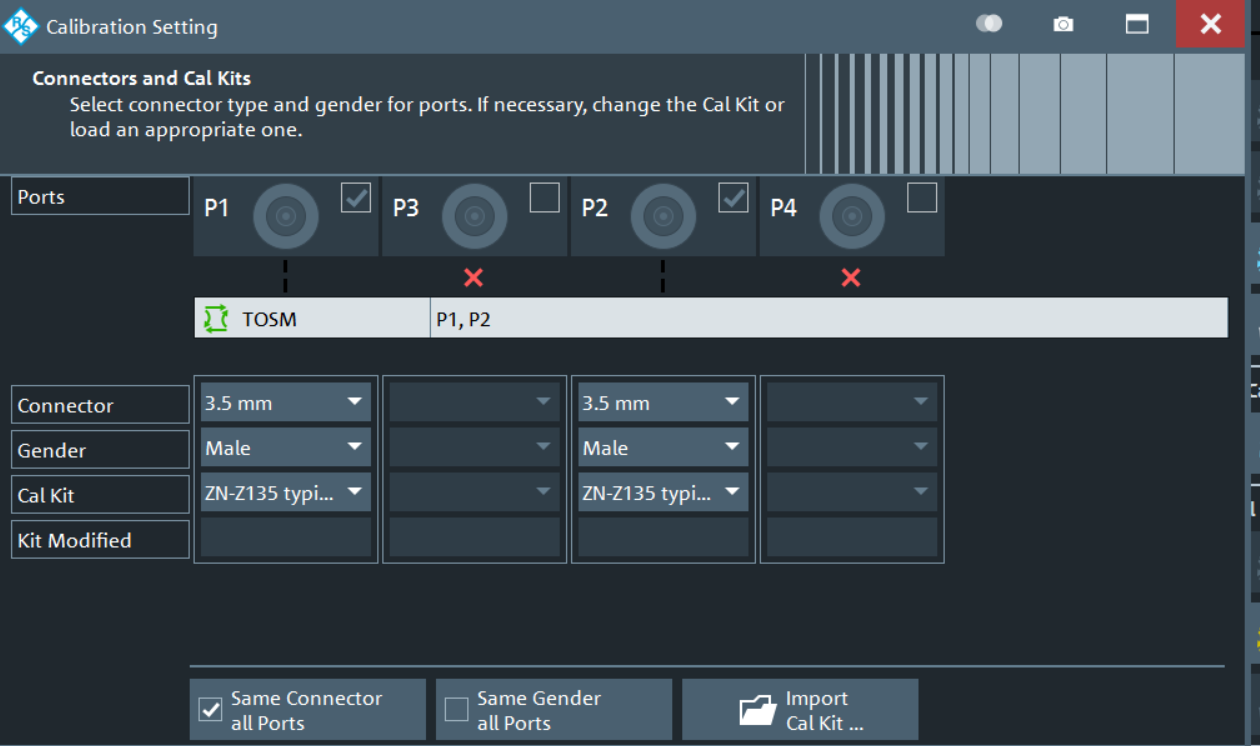 Calibration Setting
Connectors and Cal Kits
Select connector type and gender for ports. If necessary, change the Cal Kit or
load an appropriate one.
Ports P1 P3 P2 P4
TOSM P1, P2
Connector 3.5 mm 3.5 mm
Gender Male Male
Cal Kit ZN-Z135 typi... ZN-Z135 typi...
Kit Modified
Same Connector
all Ports
Same Gender
all Ports
Import
Cal Kit ...